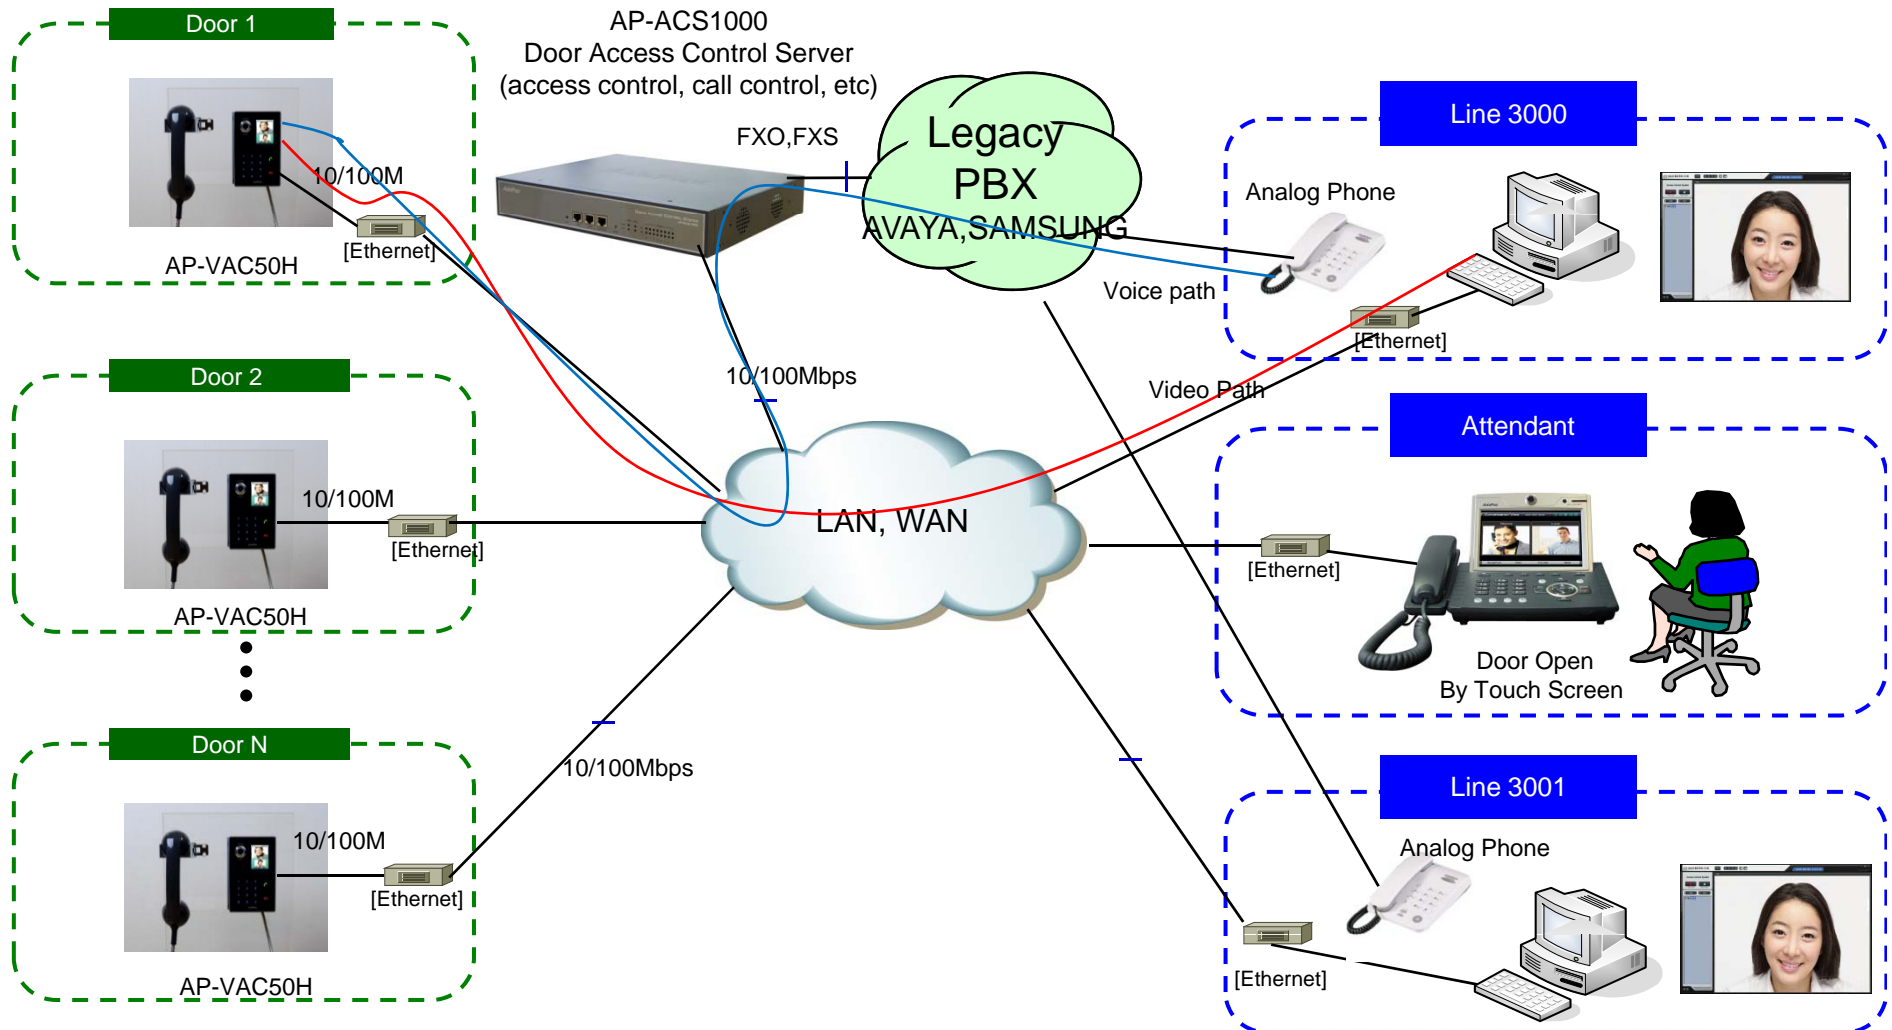 Door 1
AP-ACS1000
Door Access Control Server
(access control, call control, etc)
FXO,FXS
Legacy
PBX
AVAYA,SAMSUNG
Line 3000
Analog Phone
10/100M
[Ethernet]
AP-VAC50H
Voice path
[Ethernet]
Door 2
10/100Mbps
Video Path
Attendant
10/100M
[Ethernet]
LAN, WAN
[Ethernet]
AP-VAC50H
Door Open
By Touch Screen
Door N
10/100Mbps
Line 3001
10/100M
Analog Phone
[Ethernet]
AP-VAC50H
[Ethernet]